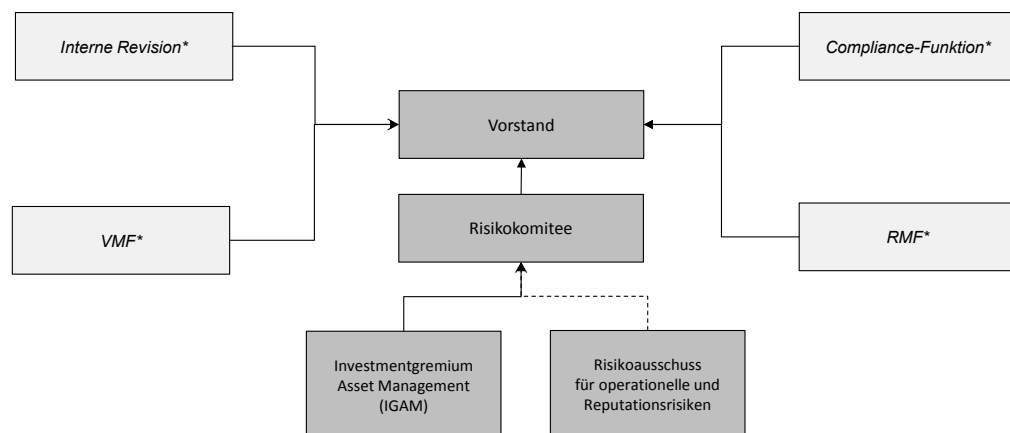 Interne Revision*
Compliance-Funktion*
Vorstand
VMF*
Risikokomitee
RMF*
Investmentgremium
Asset Management
(IGAM)
Risikoausschuss
für operationelle und
Reputationsrisiken